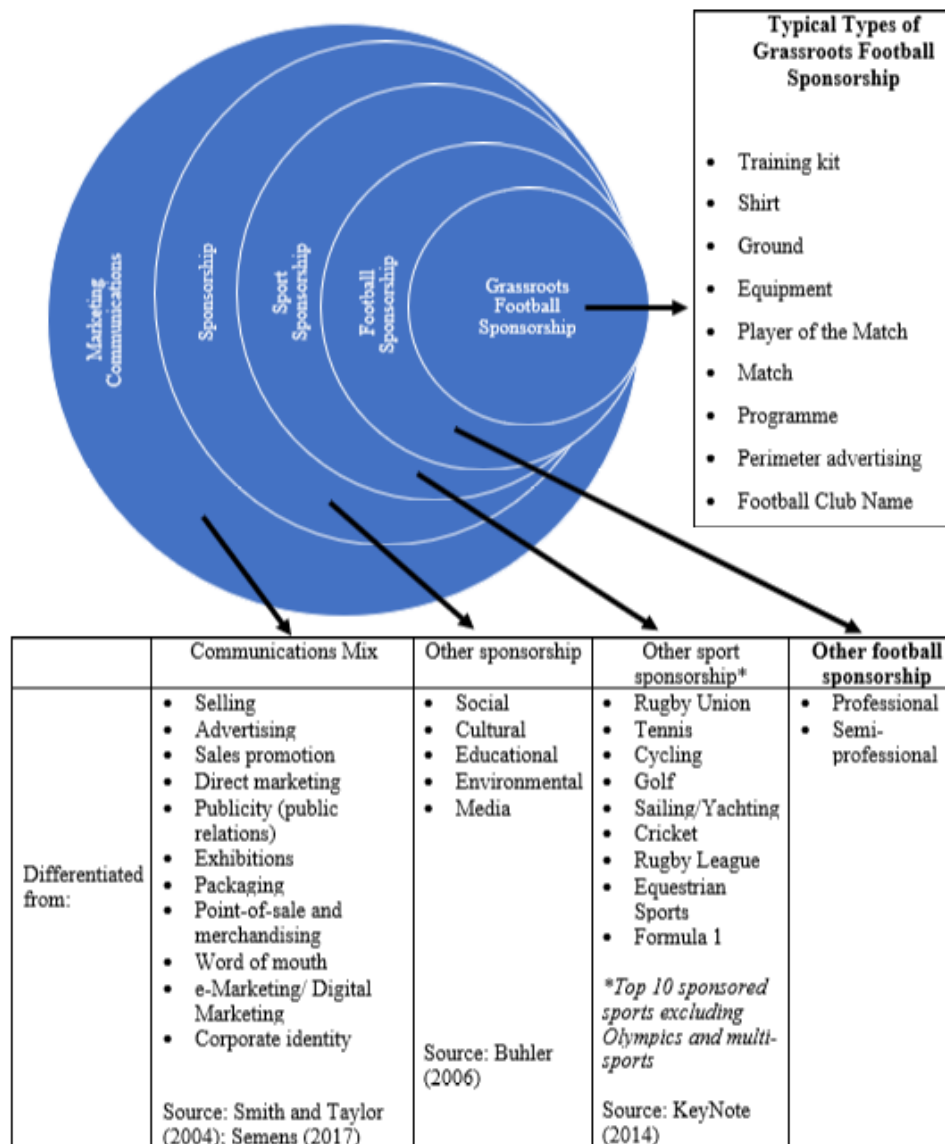 Typical Types of
Grassroots Football
Sponsorship
• Training kit
• Shirt
• Ground
• Equipment
• Player of the Match
• Match
• Programme
• Perimeter advertising
• Football Club Name
Marketing
Communications
Sponsorship
Sport
Sponsorship
Football
Sponsorship
Grassroots
Football
Sponsorship
Communications Mix
Other sponsorship
Other sport
sponsorship*
Other football
sponsorship
Differentiated
from:
• Selling
• Advertising
• Sales promotion
• Direct marketing
• Publicity (public
relations)
• Exhibitions
• Packaging
• Point-of-sale and
merchandising
• Word of mouth
• e-Marketing/ Digital
Marketing
• Corporate identity
Source: Smith and Taylor
(2004); Semens (2017)
• Social
• Cultural
• Educational
• Environmental
• Media
Source: Buhler
(2006)
• Rugby Union
• Tennis
• Cycling
• Golf
• Sailing/Yachting
• Cricket
• Rugby League
• Equestrian
Sports
• Formula 1
*Top 10 sponsored
sports excluding
Olympics and multi-
sports
Source: KeyNote
(2014)
• Professional
• Semi-
professional